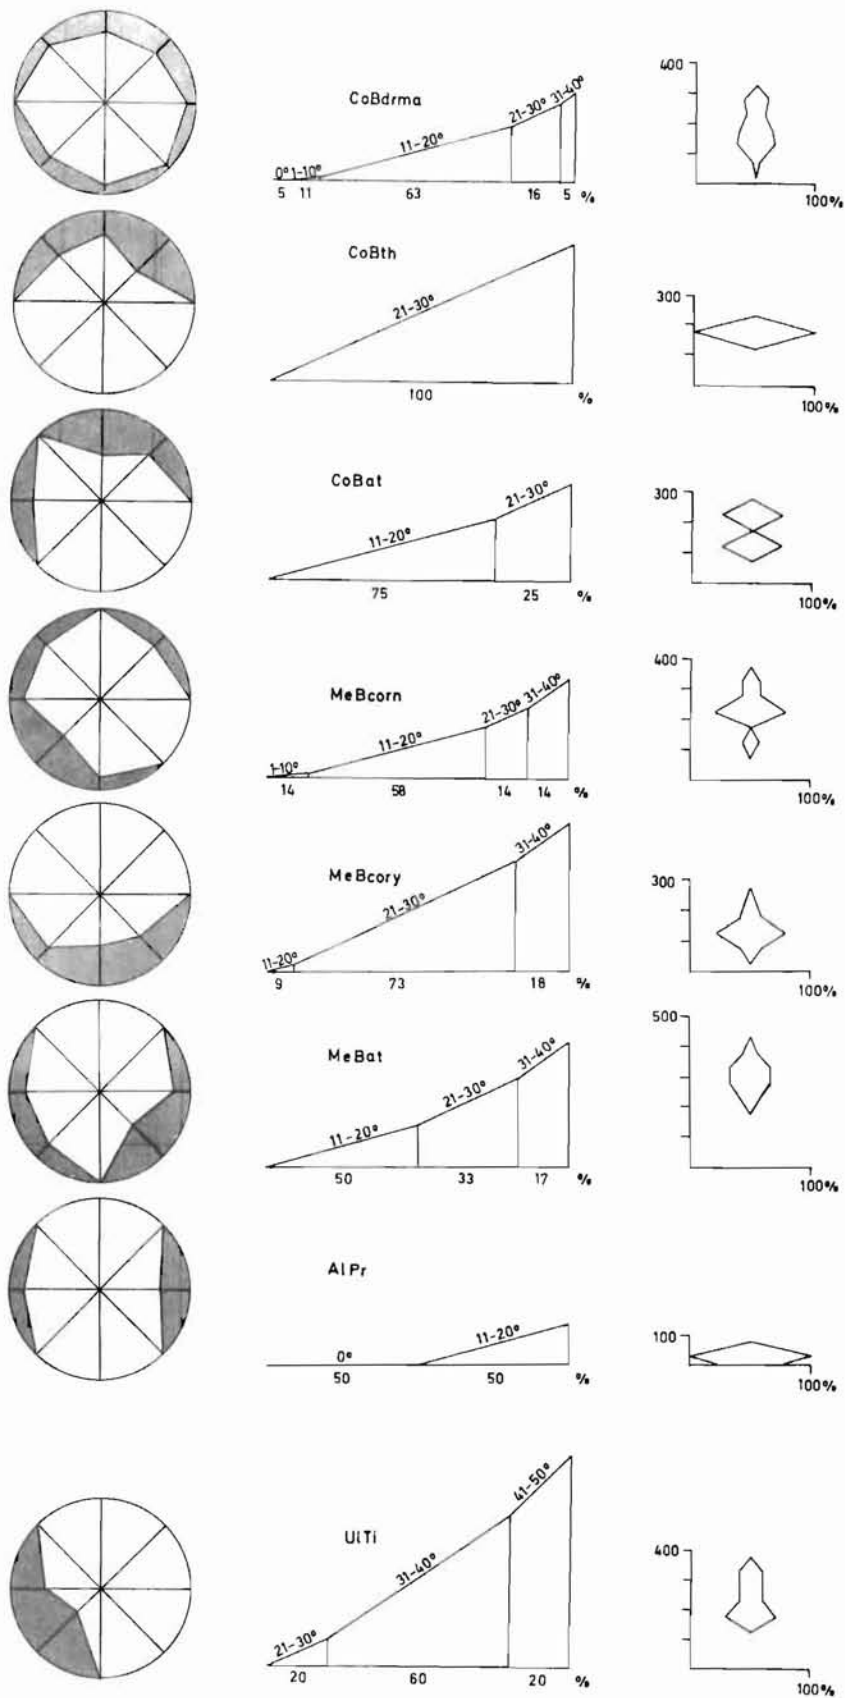 CoBdrma
0° 1-10° 11-20° 21-30° 31-40°
5 11 63 16 5 %
400
100%
CoBth
21-30°
100 %
300
100%
CoBat
11-20° 21-30°
75 25 %
300
100%
MeBcorn
1-10° 11-20° 21-30° 31-40°
14 58 14 14 %
400
100%
MeBcory
11-20° 21-30° 31-40°
9 73 18 %
300
100%
MeBat
11-20° 21-30° 31-40°
50 33 17 %
500
100%
AlPr
0° 11-20°
50 50 %
100
100%
UlTi
21-30° 31-40° 41-50°
20 60 20 %
400
100%